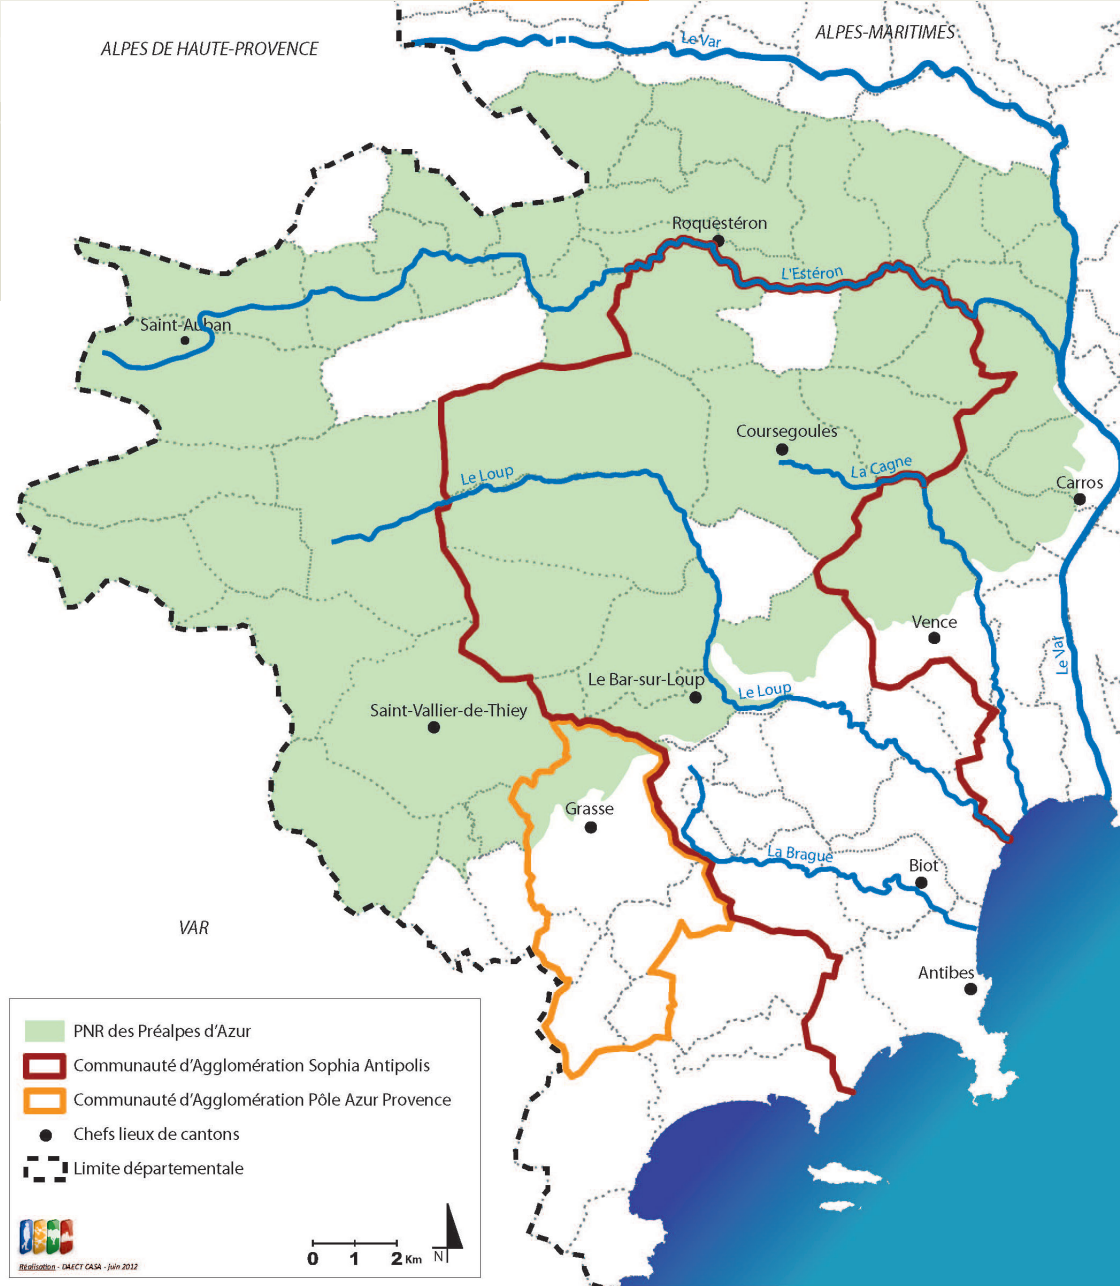 ALPES DE HAUTE-PROVENCE
ALPES-MARITIMES
Le Var
Roquestéron
L'Estéron
Saint-Auban
Coursegoules
La Cagne
Le Loup
Carros
Vence
Le Var
Le Bar-sur-Loup
Le Loup
Saint-Vallier-de-Thiey
Grasse
La Brague
Biot
VAR
Antibes
PNR des Préalpes d'Azur
Communauté d'Agglomération Sophia Antipolis
Communauté d'Agglomération Pôle Azur Provence
Chefs lieux de cantons
Limite départementale
0 1 2 Km
N
Réalisation - DAECT CASA - juin 2012